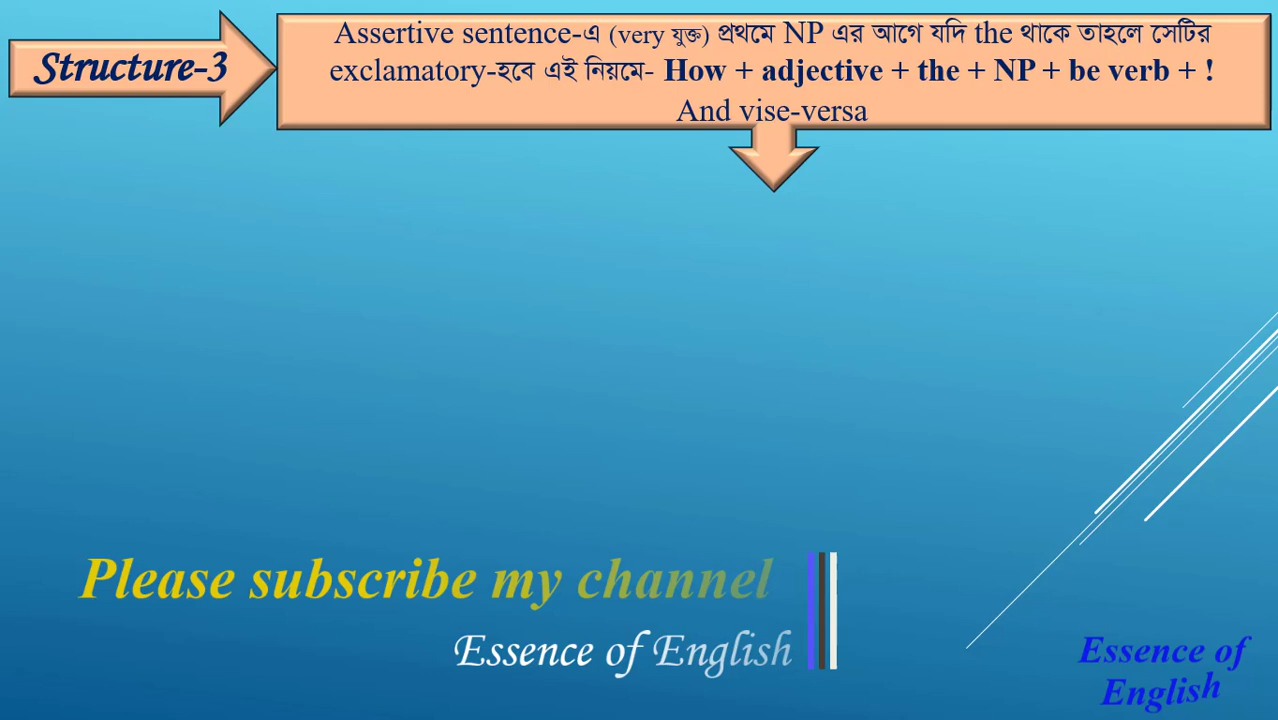 Structure-3
Assertive sentence-এ (very যুক্ত) প্রথমে NP এর আগে যদি the থাকে তাহলে সেটির
exclamatory-হবে এই নিয়মে- How + adjective + the + NP + be verb + !
And vise-versa
Please subscribe my channel
Essence of English
Essence of
English